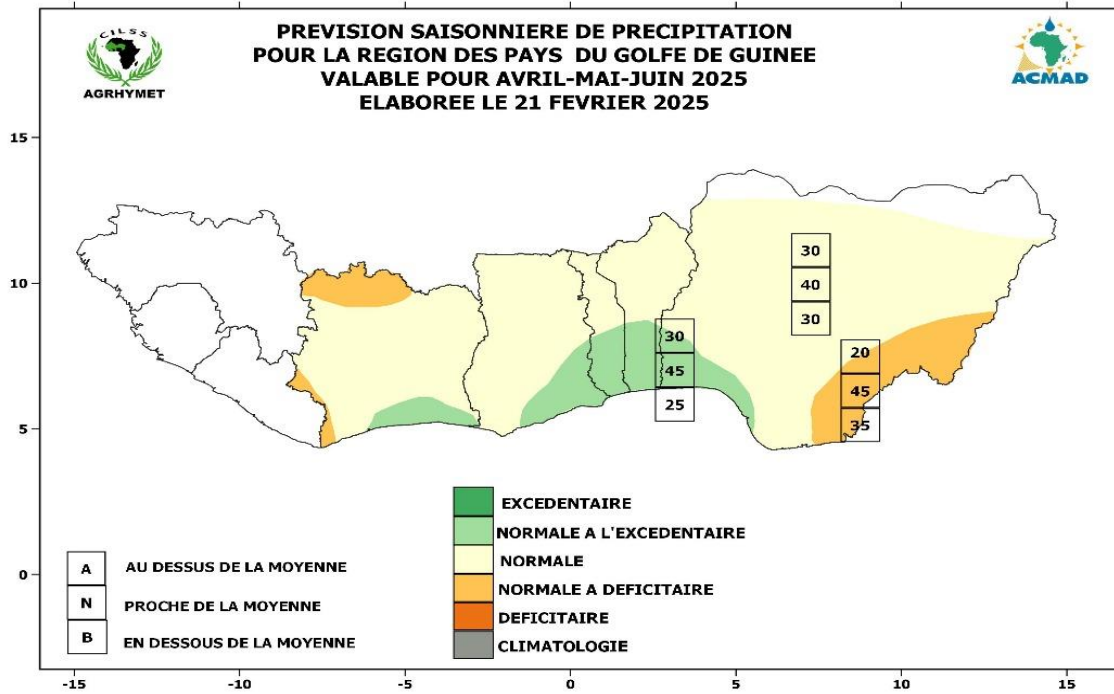 CILSS
AGRHYMET
PREVISION SAISONNIERE DE PRECIPITATION
POUR LA REGION DES PAYS DU GOLFE DE GUINEE
VALABLE POUR AVRIL-MAI-JUIN 2025
ELABOREE LE 21 FEVRIER 2025
ACMAD
15
10
5
0
30
40
30
30
45
25
20
45
35
EXCEDENTAIRE
NORMALE A L'EXCEDENTAIRE
NORMALE
NORMALE A DEFICITAIRE
DEFICITAIRE
CLIMATOLOGIE
A AU DESSUS DE LA MOYENNE
N PROCHE DE LA MOYENNE
B EN DESSOUS DE LA MOYENNE
-15 -10 -5 0 5 10 15